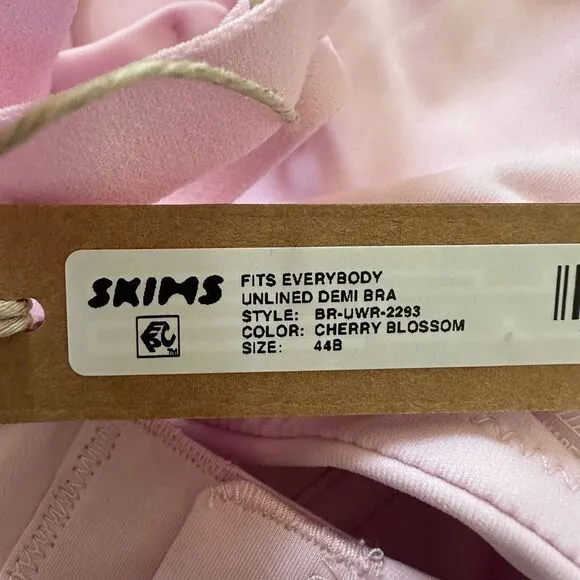 SKIMS
FITS EVERYBODY
UNLINED DEMI BRA
STYLE: BR-UWR-2293
COLOR: CHERRY BLOSSOM
SIZE: 44B